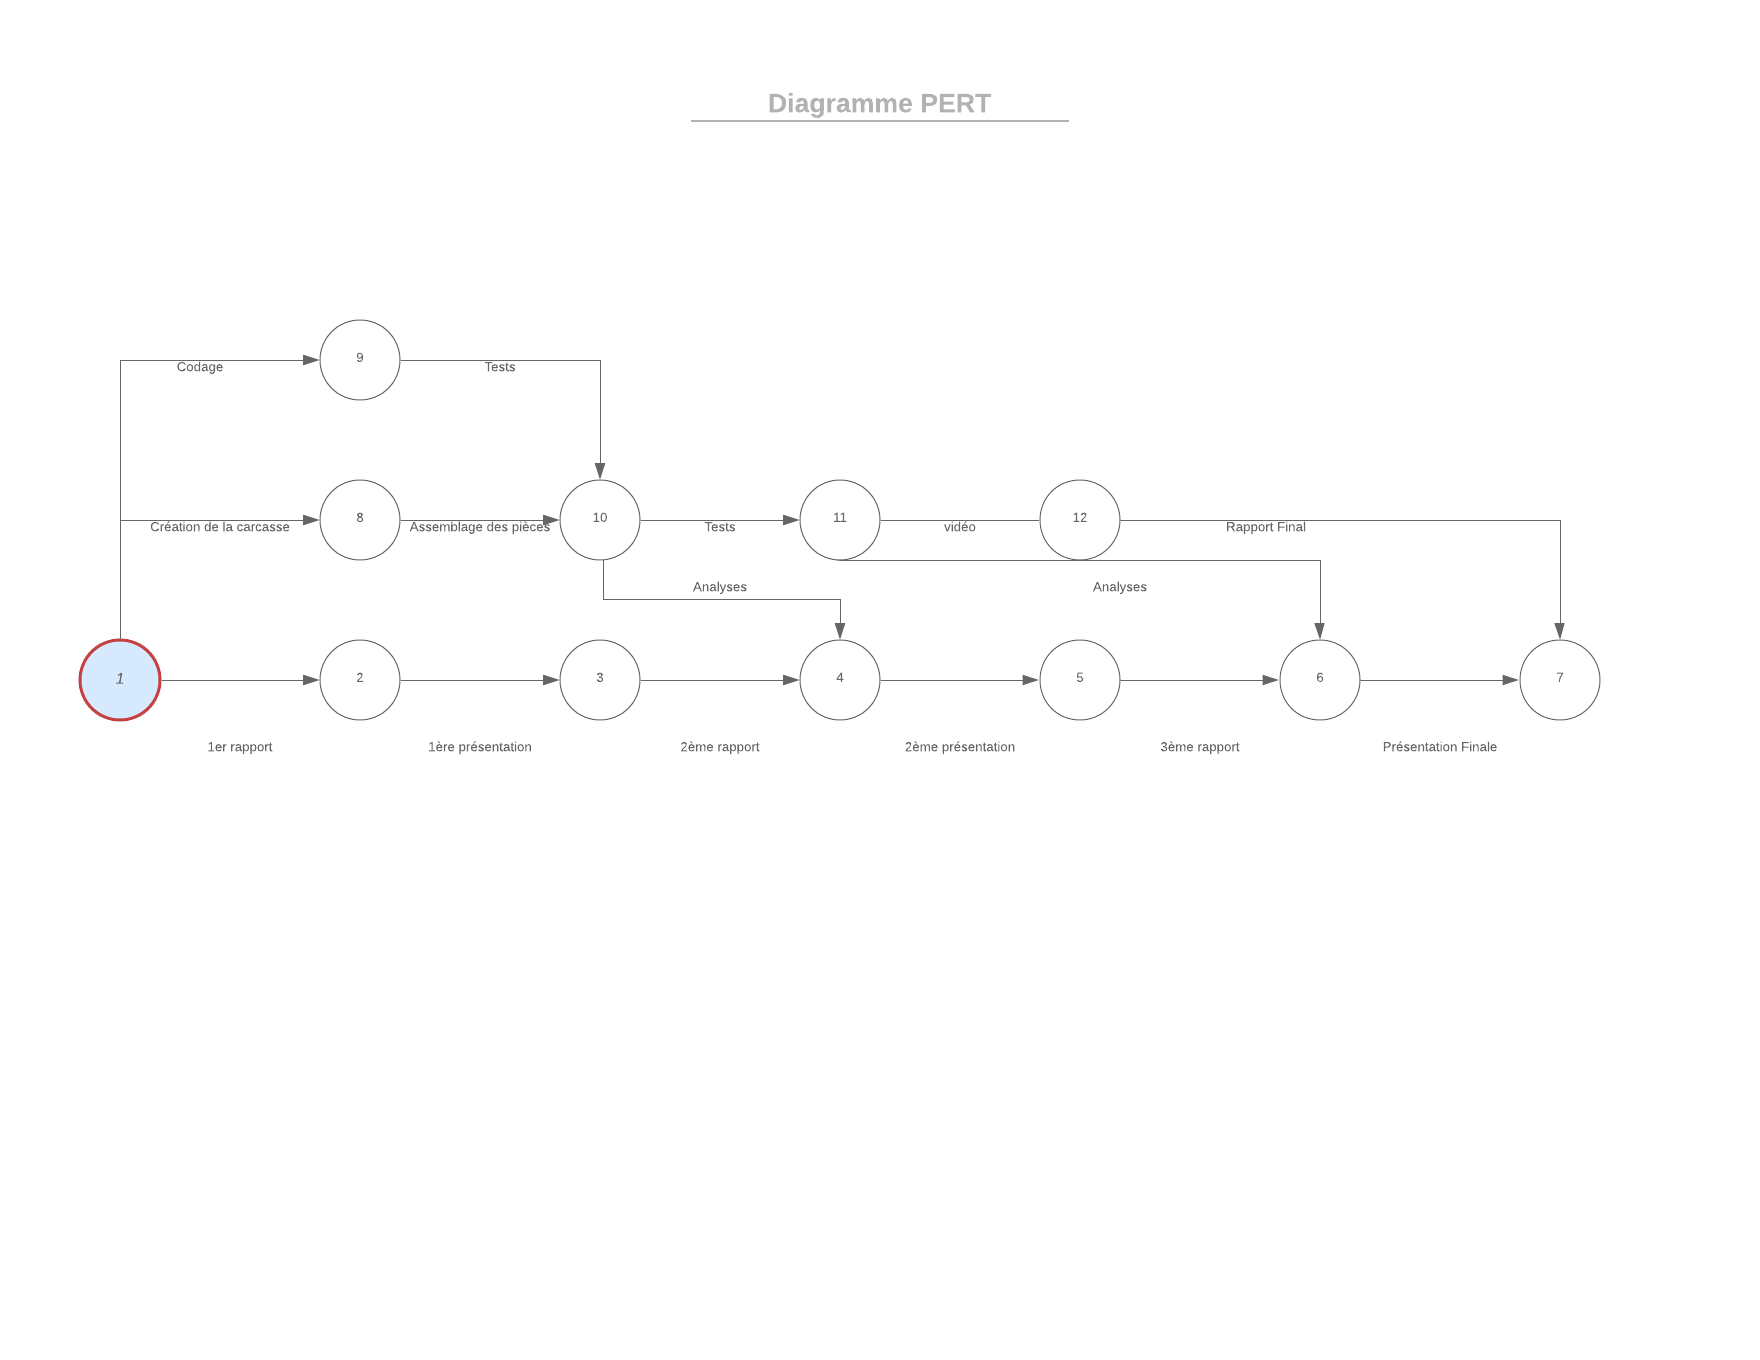 Diagramme PERT
9
Codage
Tests
8
10
11
12
Création de la carcasse
Assemblage des pièces
Tests
vidéo
Rapport Final
Analyses
Analyses
1
2
3
4
5
6
7
1er rapport
1ère présentation
2ème rapport
2ème présentation
3ème rapport
Présentation Finale